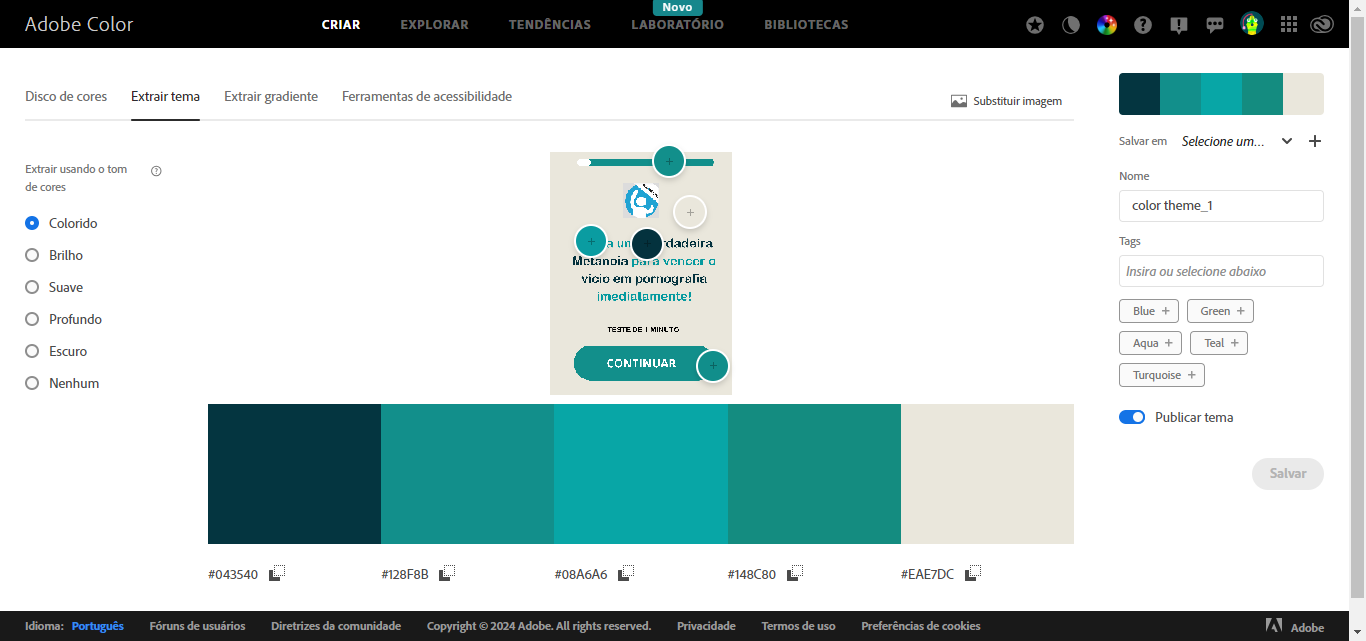 Adobe Color
CRIAR
EXPLORAR
TENDÊNCIAS
Novo
LABORATÓRIO
BIBLIOTECAS
Disco de cores
Extrair tema
Extrair gradiente
Ferramentas de acessibilidade
Substituir imagem
Extrair usando o tom
de cores
Colorido
Brilho
Suave
Profundo
Escuro
Nenhum
Metanoia para vencer o
vício em pornografia
imediatamente!
TESTE DE 1 MINUTO
CONTINUAR
#043540
#128F8B
#08A6A6
#148C80
#EAE7DC
Salvar em
Selecione um...
Nome
color theme_1
Tags
Insira ou selecione abaixo
Blue +
Green +
Aqua +
Teal +
Turquoise +
Publicar tema
Salvar
Idioma: Português
Fóruns de usuários
Diretrizes da comunidade
Copyright © 2024 Adobe. All rights reserved.
Privacidade
Termos de uso
Preferências de cookies
Adobe